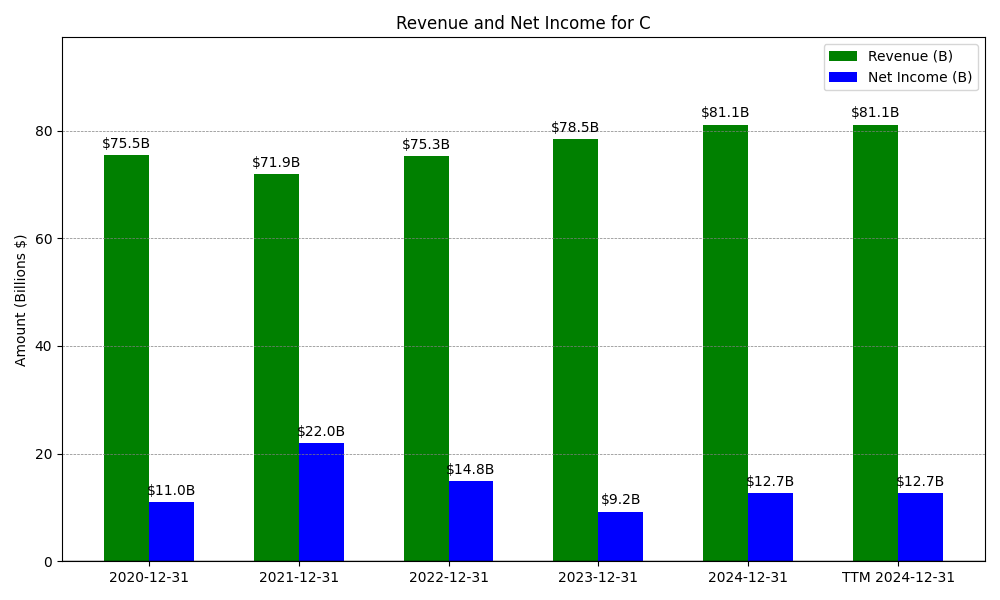 Revenue and Net Income for C
Revenue (B)
Net Income (B)
Amount (Billions $)
80
60
40
20
0
$75.5B
$71.9B
$75.3B
$78.5B
$81.1B
$81.1B
$11.0B
$22.0B
$14.8B
$9.2B
$12.7B
$12.7B
2020-12-31
2021-12-31
2022-12-31
2023-12-31
2024-12-31
TTM 2024-12-31